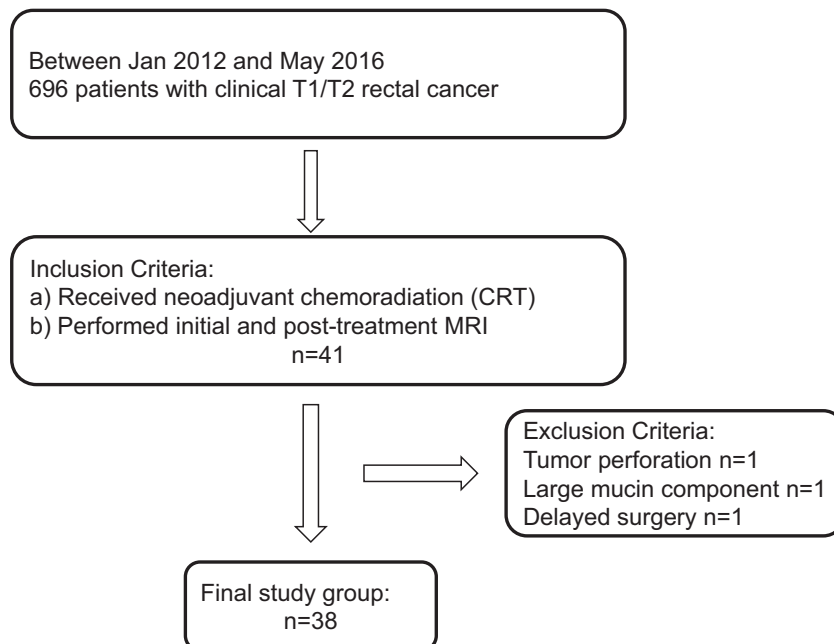 Between Jan 2012 and May 2016
696 patients with clinical T1/T2 rectal cancer
Inclusion Criteria:
a) Received neoadjuvant chemoradiation (CRT)
b) Performed initial and post-treatment MRI
n=41
Exclusion Criteria:
Tumor perforation n=1
Large mucin component n=1
Delayed surgery n=1
Final study group:
n=38